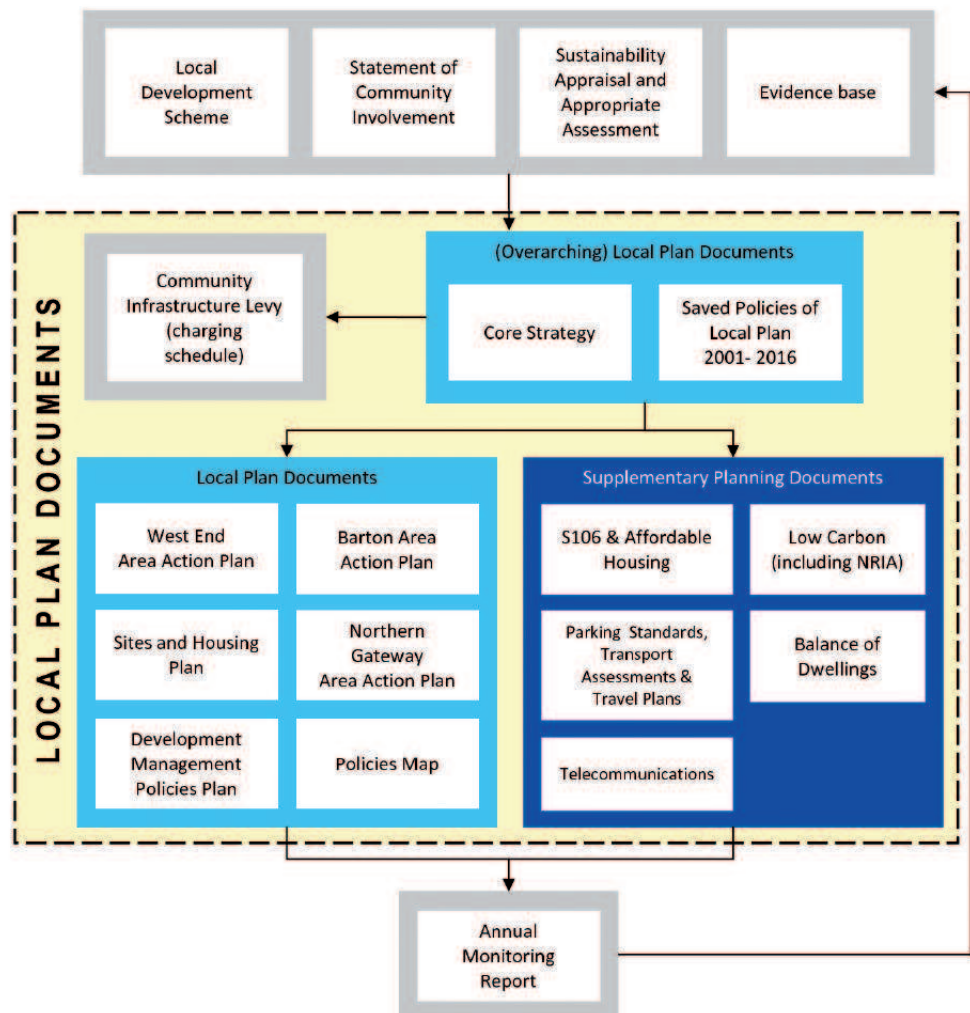 Local
Development
Scheme
Statement of
Community
Involvement
Sustainability
Appraisal and
Appropriate
Assessment
Evidence base
LOCAL PLAN DOCUMENTS
(Overarching) Local Plan Documents
Community
Infrastructure Levy
(charging
schedule)
Core Strategy
Saved Policies of
Local Plan
2001- 2016
Local Plan Documents
West End
Area Action Plan
Barton Area
Action Plan
Sites and Housing
Plan
Northern
Gateway
Area Action Plan
Development
Management
Policies Plan
Policies Map
Supplementary Planning Documents
S106 & Affordable
Housing
Low Carbon
(including NRIA)
Parking Standards,
Transport
Assessments &
Travel Plans
Balance of
Dwellings
Telecommunications
Annual
Monitoring
Report